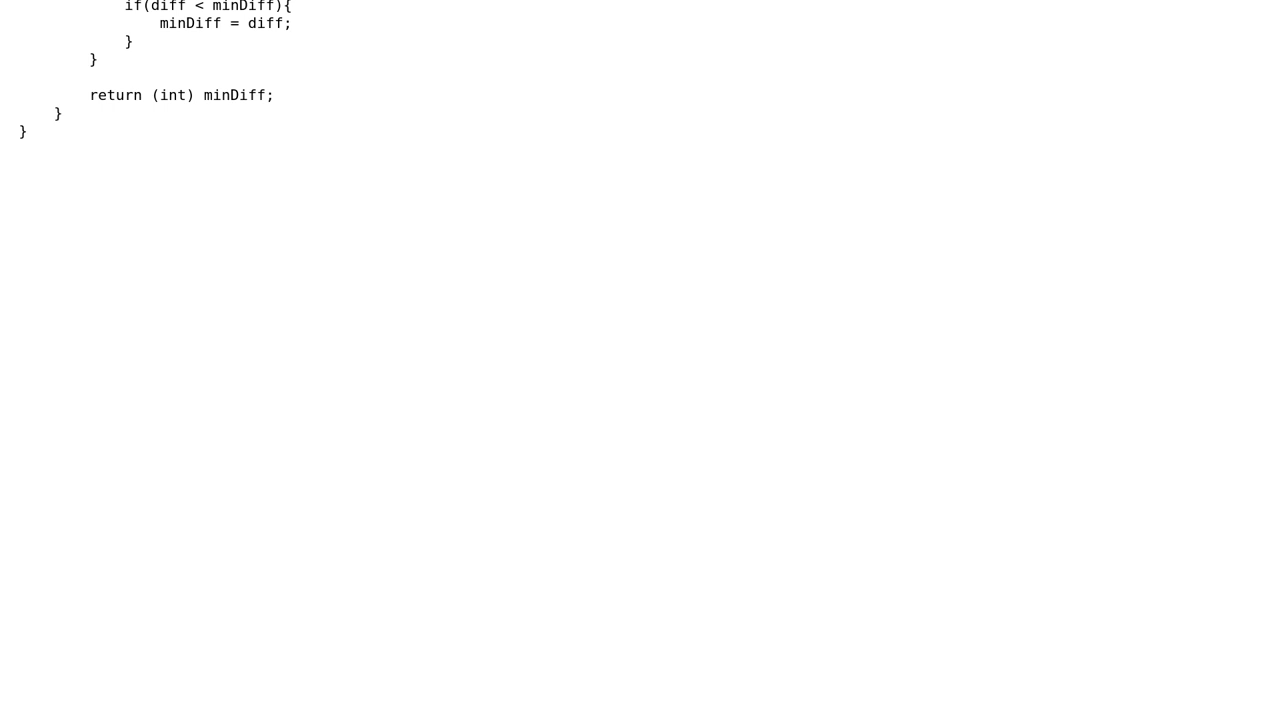 if(diff < minDiff){
                minDiff = diff;
            }
        }

        return (int) minDiff;
    }
}